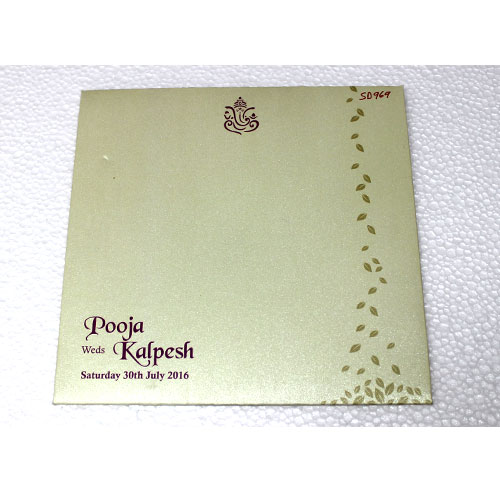 SD969
Pooja
Weds Kalpesh
Saturday 30th July 2016